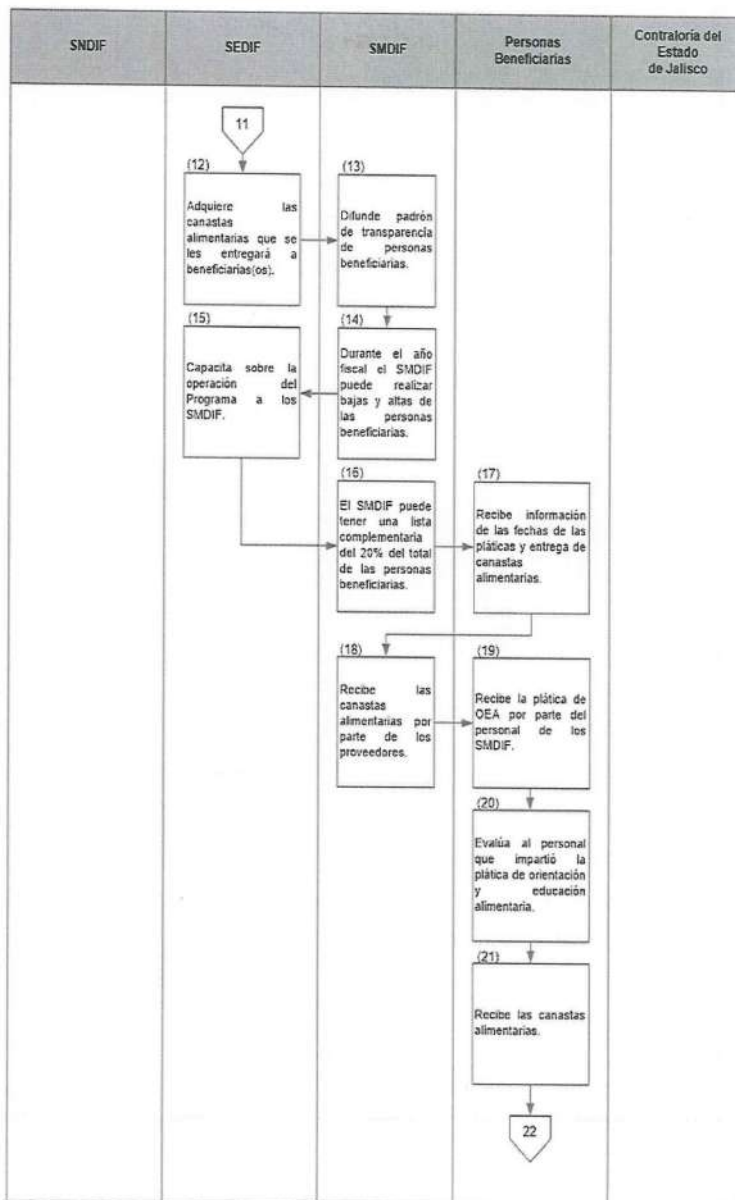 SNDIF
SEDIF
SMDIF
Personas
Beneficiarias
Contraloría del
Estado
de Jalisco
11
(12)
Adquiere las
canastas
alimentarias que se
les entregará a
beneficiarias(os).
(13)
Difunde padrón
de transparencia
de personas
beneficiarias.
(14)
Durante el año
fiscal el SMDIF
puede realizar
bajas y altas de
las personas
beneficiarias.
(15)
Capacita sobre la
operación del
Programa a los
SMDIF.
(16)
El SMDIF puede
tener una lista
complementaria
del 20% del total
de las personas
beneficiarias.
(17)
Recibe información
de las fechas de las
pláticas y entrega de
canastas
alimentarias.
(18)
Recibe las
canastas
alimentarias por
parte de los
proveedores.
(19)
Recibe la plática de
OEA por parte del
personal de los
SMDIF.
(20)
Evalúa al personal
que impartió la
plática de orientación
y educación
alimentaria.
(21)
Recibe las canastas
alimentarias.
22